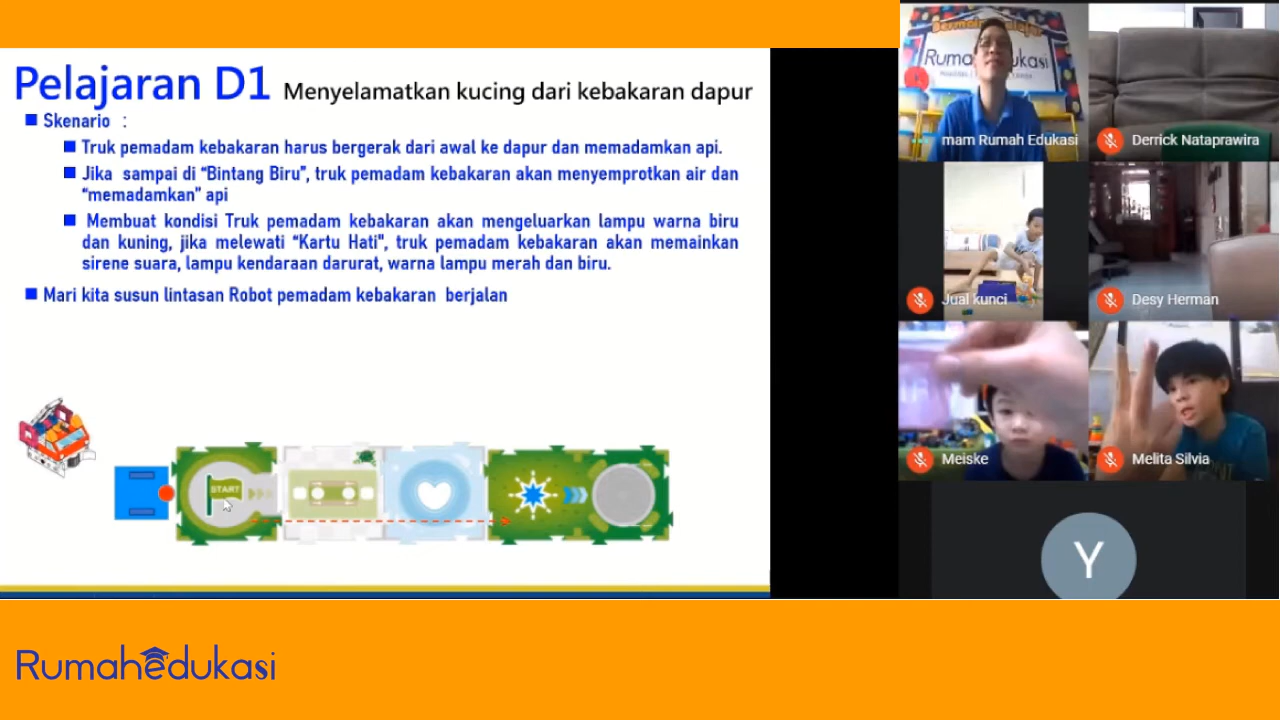 Pelajaran D1 Menyelamatkan kucing dari kebakaran dapur
Skenario :
Truk pemadam kebakaran harus bergerak dari awal ke dapur dan memadamkan api.
Jika sampai di “Bintang Biru”, truk pemadam kebakaran akan menyemprotkan air dan
“memadamkan” api
Membuat kondisi Truk pemadam kebakaran akan mengeluarkan lampu warna biru
dan kuning, jika melewati “Kartu Hati", truk pemadam kebakaran akan memainkan
sirene suara, lampu kendaraan darurat, warna lampu merah dan biru.
Mari kita susun lintasan Robot pemadam kebakaran berjalan
START
RumahEdukasi
Bermain Belajar
RumahEdukasi
mam Rumah Edukasi
Derrick Nataprawira
Jual kunci
Desy Herman
Meiske
Melita Silvia
Y